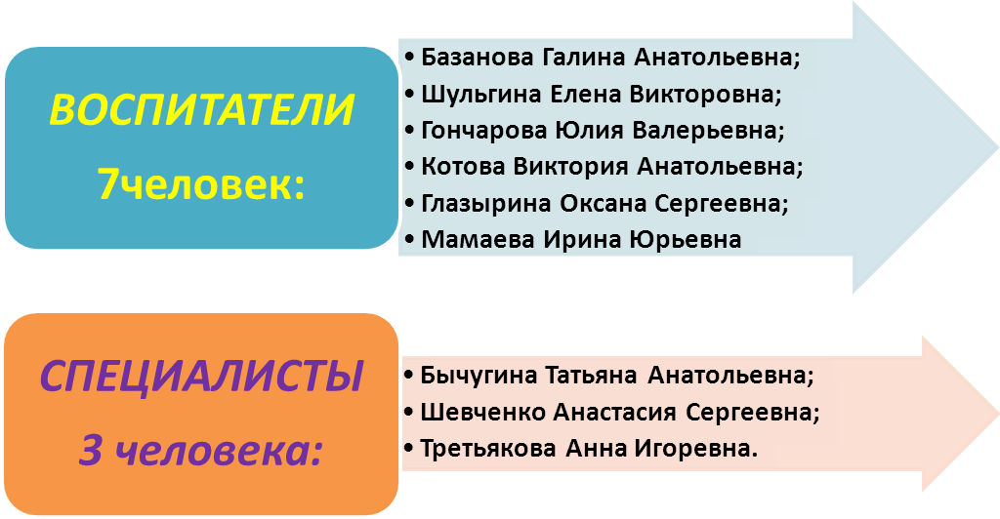 ВОСПИТАТЕЛИ
7человек:
• Базанова Галина Анатольевна;
• Шульгина Елена Викторовна;
• Гончарова Юлия Валерьевна;
• Котова Виктория Анатольевна;
• Глазырина Оксана Сергеевна;
• Мамаева Ирина Юрьевна
СПЕЦИАЛИСТЫ
3 человека:
• Бычугина Татьяна Анатольевна;
• Шевченко Анастасия Сергеевна;
• Третьякова Анна Игоревна.